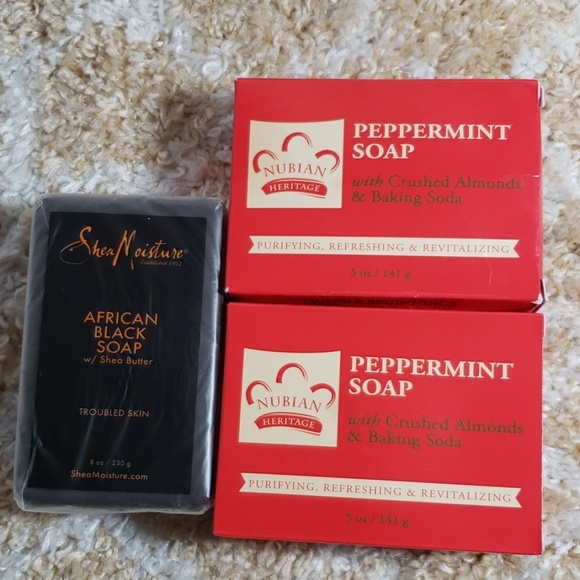 SheaMoisture®
Established 1912
AFRICAN
BLACK
SOAP
w/ Shea Butter
TROUBLED SKIN
8 oz / 230 g
SheaMoisture.com
NUBIAN
HERITAGE
PEPPERMINT
SOAP
with Crushed Almonds
& Baking Soda
PURIFYING, REFRESHING & REVITALIZING
5 oz / 141 g
HUMBLE BEGINNINGS
NUBIAN
HERITAGE
PEPPERMINT
SOAP
with Crushed Almonds
& Baking Soda
PURIFYING, REFRESHING & REVITALIZING
5 oz / 141 g